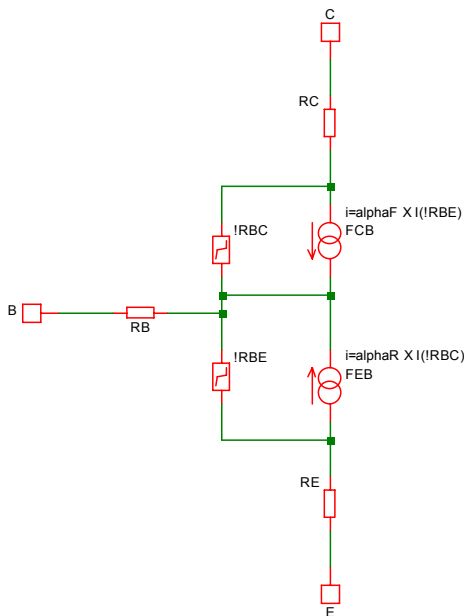 C
RC
i=alphaF X I(!RBE)
FCB
!RBC
B
RB
i=alphaR X I(!RBC)
FEB
!RBE
RE
E